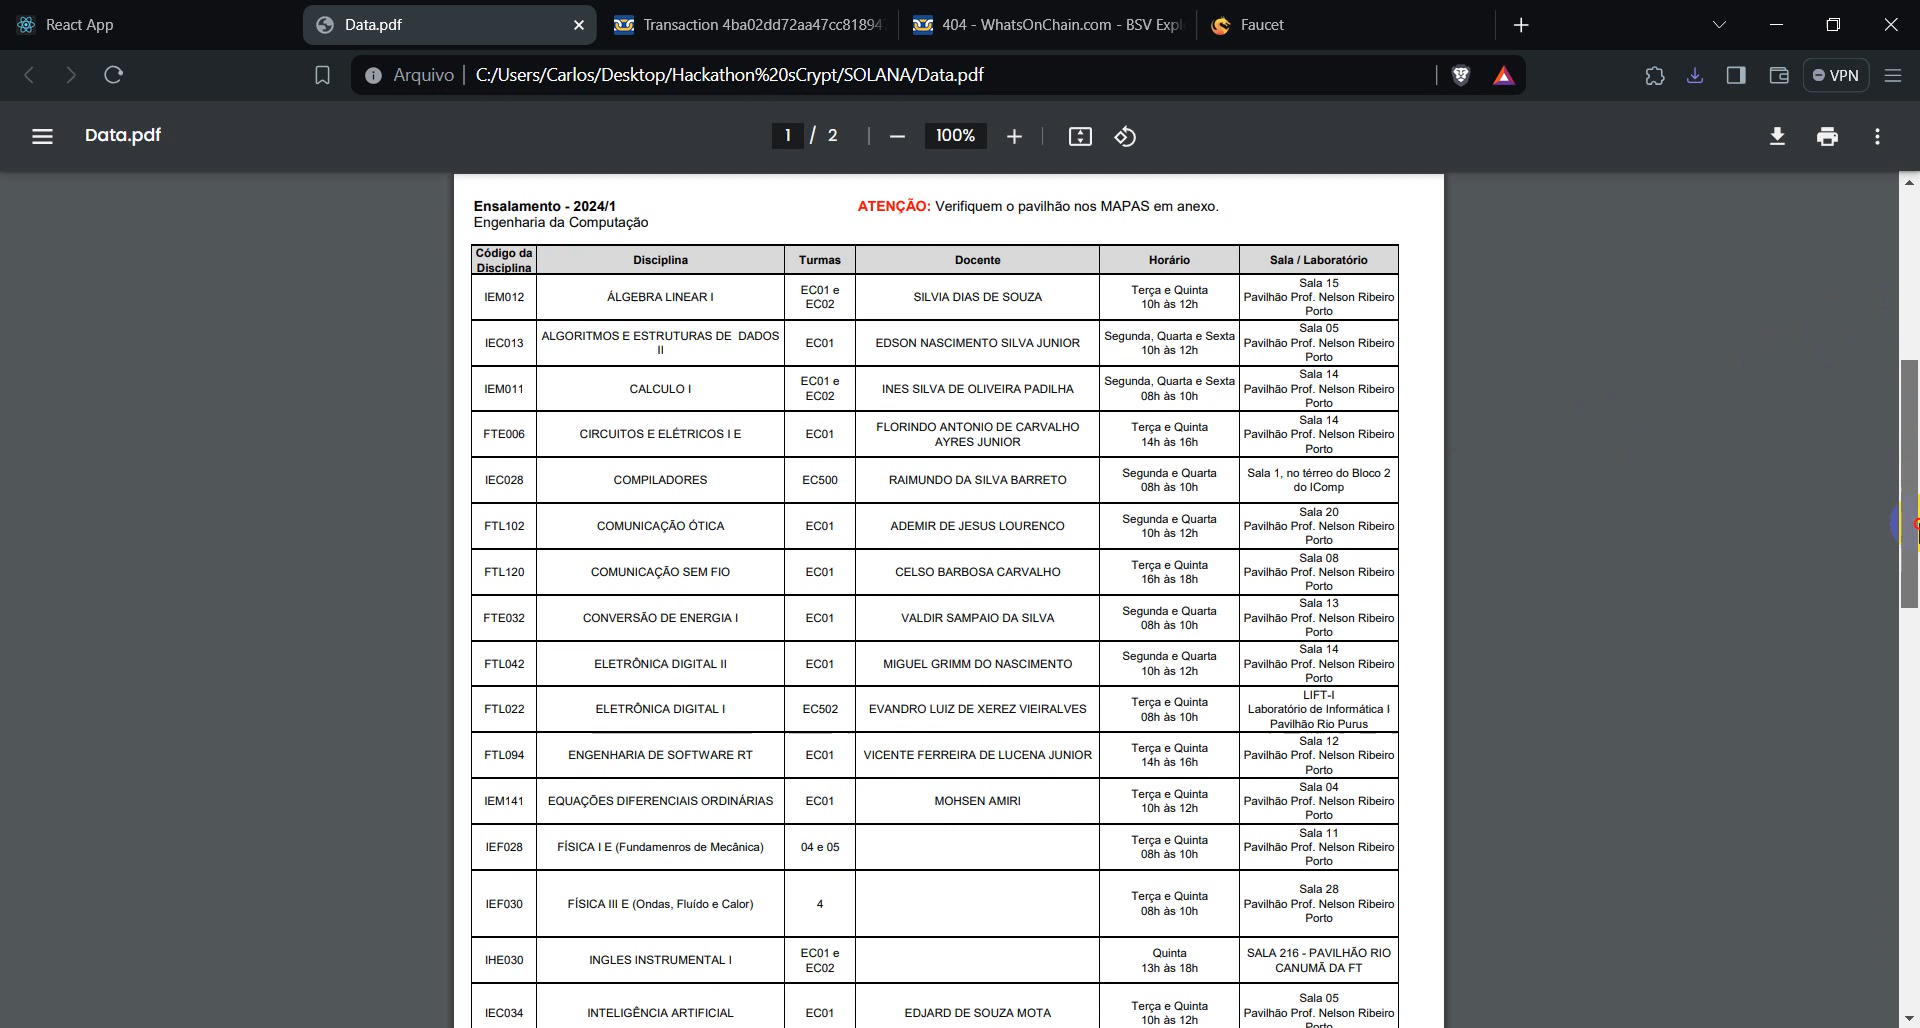 React App
Data.pdf
Transaction 4ba02dd72aa47cc81894
404 - WhatsOnChain.com - BSV Expl
Faucet
Arquivo
C:/Users/Carlos/Desktop/Hackathon%20sCrypt/SOLANA/Data.pdf
VPN
Data.pdf
1 / 2
100%
Ensalamento - 2024/1
Engenharia da Computação
ATENÇÃO: Verifiquem o pavilhão nos MAPAS em anexo.
Código da
Disciplina
Disciplina
Turmas
Docente
Horário
Sala / Laboratório
IEM012
ÁLGEBRA LINEAR I
EC01 e
EC02
SILVIA DIAS DE SOUZA
Terça e Quinta
10h às 12h
Sala 15
Pavilhão Prof. Nelson Ribeiro
Porto
IEC013
ALGORITMOS E ESTRUTURAS DE DADOS
II
EC01
EDSON NASCIMENTO SILVA JUNIOR
Segunda, Quarta e Sexta
10h às 12h
Sala 05
Pavilhão Prof. Nelson Ribeiro
Porto
IEM011
CALCULO I
EC01 e
EC02
INES SILVA DE OLIVEIRA PADILHA
Segunda, Quarta e Sexta
08h às 10h
Sala 14
Pavilhão Prof. Nelson Ribeiro
Porto
FTE006
CIRCUITOS E ELÉTRICOS I E
EC01
FLORINDO ANTONIO DE CARVALHO
AYRES JUNIOR
Terça e Quinta
14h às 16h
Sala 14
Pavilhão Prof. Nelson Ribeiro
Porto
IEC028
COMPILADORES
EC500
RAIMUNDO DA SILVA BARRETO
Segunda e Quarta
08h às 10h
Sala 1, no térreo do Bloco 2
do IComp
FTL102
COMUNICAÇÃO ÓTICA
EC01
ADEMIR DE JESUS LOURENCO
Segunda e Quarta
10h às 12h
Sala 20
Pavilhão Prof. Nelson Ribeiro
Porto
FTL120
COMUNICAÇÃO SEM FIO
EC01
CELSO BARBOSA CARVALHO
Terça e Quinta
16h às 18h
Sala 08
Pavilhão Prof. Nelson Ribeiro
Porto
FTE032
CONVERSÃO DE ENERGIA I
EC01
VALDIR SAMPAIO DA SILVA
Segunda e Quarta
08h às 10h
Sala 13
Pavilhão Prof. Nelson Ribeiro
Porto
FTL042
ELETRÔNICA DIGITAL II
EC01
MIGUEL GRIMM DO NASCIMENTO
Segunda e Quarta
10h às 12h
Sala 14
Pavilhão Prof. Nelson Ribeiro
Porto
FTL022
ELETRÔNICA DIGITAL I
EC502
EVANDRO LUIZ DE XEREZ VIEIRALVES
Terça e Quinta
08h às 10h
LIFT-I
Laboratório de Informática I
Pavilhão Rio Purus
FTL094
ENGENHARIA DE SOFTWARE RT
EC01
VICENTE FERREIRA DE LUCENA JUNIOR
Terça e Quinta
14h às 16h
Sala 12
Pavilhão Prof. Nelson Ribeiro
Porto
IEM141
EQUAÇÕES DIFERENCIAIS ORDINÁRIAS
EC01
MOHSEN AMIRI
Terça e Quinta
10h às 12h
Sala 04
Pavilhão Prof. Nelson Ribeiro
Porto
IEF028
FÍSICA I E (Fundamenros de Mecânica)
04 e 05
Terça e Quinta
08h às 10h
Sala 11
Pavilhão Prof. Nelson Ribeiro
Porto
IEF030
FÍSICA III E (Ondas, Fluído e Calor)
4
Terça e Quinta
08h às 10h
Sala 28
Pavilhão Prof. Nelson Ribeiro
Porto
IHE030
INGLES INSTRUMENTAL I
EC01 e
EC02
Quinta
13h às 18h
SALA 216 - PAVILHÃO RIO
CANUMÃ DA FT
IEC034
INTELIGÊNCIA ARTIFICIAL
EC01
EDJARD DE SOUZA MOTA
Terça e Quinta
10h às 12h
Sala 05
Pavilhão Prof. Nelson Ribeiro
Porto